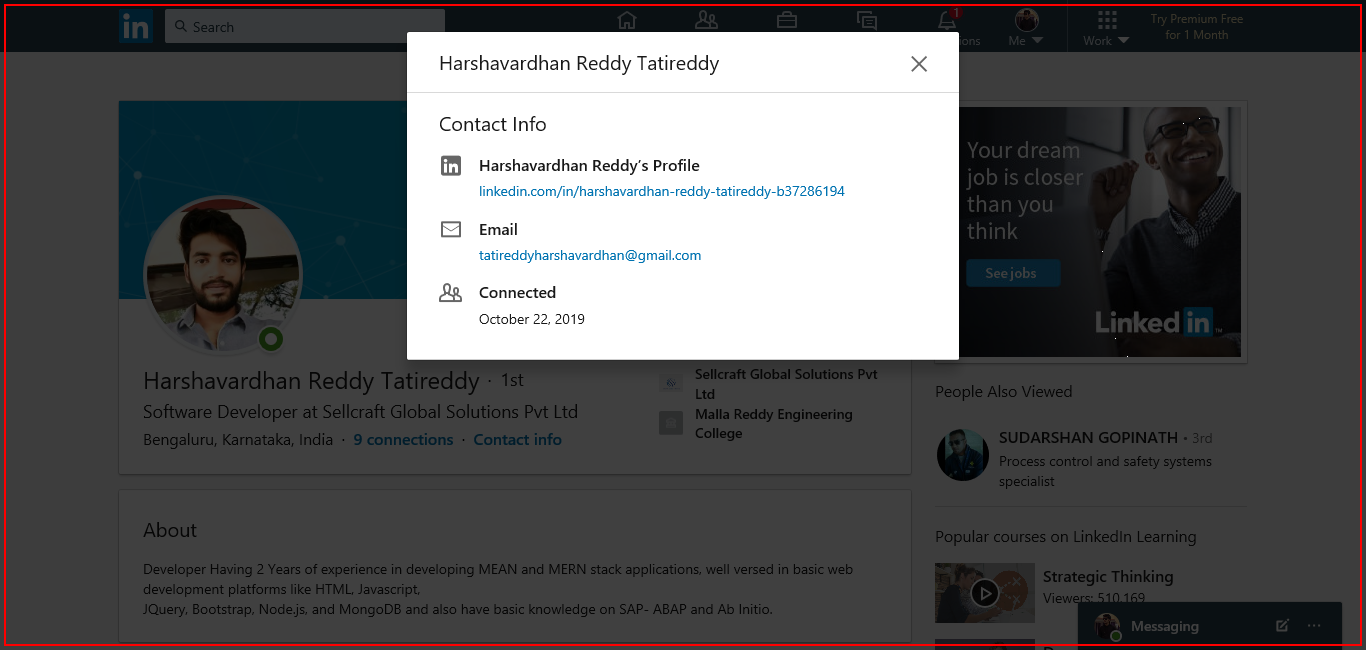 in
Search
1
ions
Me
Work
Try Premium Free
for 1 Month
Harshavardhan Reddy Tatireddy
Contact Info
Harshavardhan Reddy’s Profile
linkedin.com/in/harshavardhan-reddy-tatireddy-b37286194
Email
tatireddyharshavardhan@gmail.com
Connected
October 22, 2019
Your dream
job is closer
than you
think
See jobs
Linked in
Harshavardhan Reddy Tatireddy · 1st
Software Developer at Sellcraft Global Solutions Pvt Ltd
Bengaluru, Karnataka, India · 9 connections · Contact info
Sellcraft Global Solutions Pvt
Ltd
Malla Reddy Engineering
College
About
Developer Having 2 Years of experience in developing MEAN and MERN stack applications, well versed in basic web
development platforms like HTML, Javascript,
JQuery, Bootstrap, Node.js, and MongoDB and also have basic knowledge on SAP- ABAP and Ab Initio.
People Also Viewed
SUDARSHAN GOPINATH • 3rd
Process control and safety systems
specialist
Popular courses on LinkedIn Learning
Strategic Thinking
Viewers: 510,169
Messaging